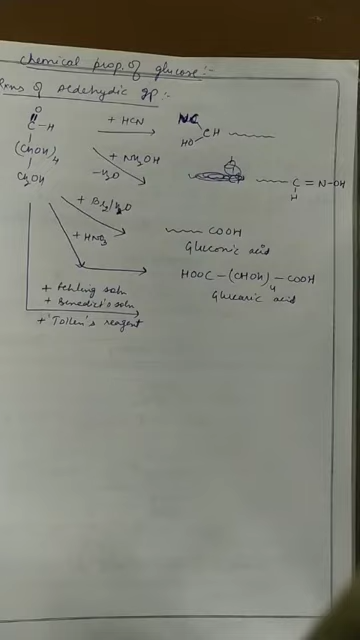 chemical prop. of glucose :-
Rxns of Aldehydic gp :-
O
C-H
(CHOH)4
CH2OH
+ HCN
NC
CH
HO
+ NH2OH
-H2O
C = N-OH
H
+ Br2/H2O
COOH
Gluconic acid
+ HNO3
HOOC - (CHOH)4 - COOH
Glucaric acid
+ Fehling soln
+ Benedict's soln
+ Tollen's reagent